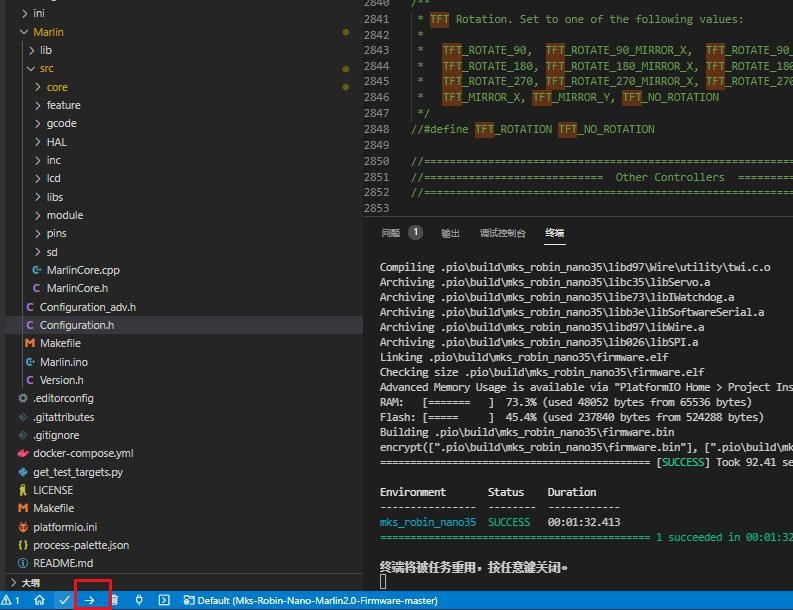 ini
Marlin
lib
src
core
feature
gcode
HAL
inc
lcd
libs
module
pins
sd
MarlinCore.cpp
MarlinCore.h
Configuration_adv.h
Configuration.h
Makefile
Marlin.ino
Version.h
.editorconfig
.gitattributes
.gitignore
docker-compose.yml
get_test_targets.py
LICENSE
Makefile
platformio.ini
process-palette.json
README.md
大纲
2840 /**
2841 * TFT Rotation. Set to one of the following values:
2842 *
2843 * TFT_ROTATE_90, TFT_ROTATE_90_MIRROR_X, TFT_ROTATE_90_
2844 * TFT_ROTATE_180, TFT_ROTATE_180_MIRROR_X, TFT_ROTATE_180
2845 * TFT_ROTATE_270, TFT_ROTATE_270_MIRROR_X, TFT_ROTATE_270
2846 * TFT_MIRROR_X, TFT_MIRROR_Y, TFT_NO_ROTATION
2847 */
2848 //#define TFT_ROTATION TFT_NO_ROTATION
2849
2850 //=============================================================
2851 //============================ Other Controllers =========
2852 //=============================================================
2853
问题 1 输出 调试控制台 终端
Compiling .pio\build\mks_robin_nano35\libd97\Wire\utility\twi.c.o
Archiving .pio\build\mks_robin_nano35\libc35\libServo.a
Archiving .pio\build\mks_robin_nano35\libe73\libIWatchdog.a
Archiving .pio\build\mks_robin_nano35\libb3e\libSoftwareSerial.a
Archiving .pio\build\mks_robin_nano35\libd97\libWire.a
Archiving .pio\build\mks_robin_nano35\lib026\libSPI.a
Linking .pio\build\mks_robin_nano35\firmware.elf
Checking size .pio\build\mks_robin_nano35\firmware.elf
Advanced Memory Usage is available via "PlatformIO Home > Project Ins
RAM: [======= ] 73.3% (used 48052 bytes from 65536 bytes)
Flash: [===== ] 45.4% (used 237840 bytes from 524288 bytes)
Building .pio\build\mks_robin_nano35\firmware.bin
encrypt([".pio\build\mks_robin_nano35\firmware.bin"], [".pio\build\mk
========================================== [SUCCESS] Took 92.41 se
Environment Status Duration
---------------- -------- ------------
mks_robin_nano35 SUCCESS 00:01:32.413
========================================== 1 succeeded in 00:01:32
终端将被任务重用，按任意键关闭。
1 Default (Mks-Robin-Nano-Marlin2.0-Firmware-master)